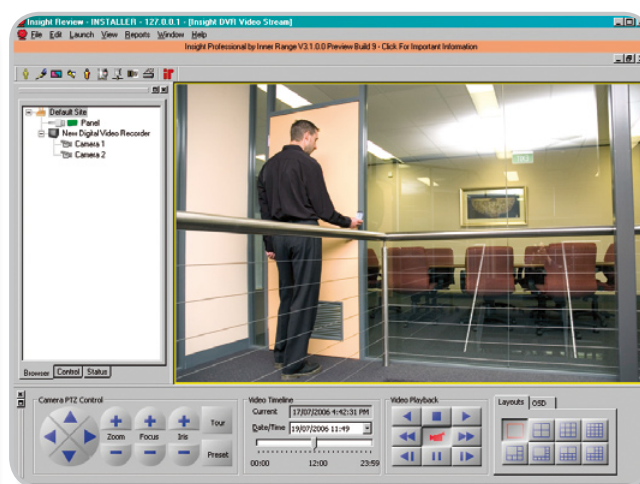 Insight Review - INSTALLER - 127.0.0.1 - [Insight DVR Video Stream]
File Edit Launch View Reports Window Help
Insight Professional by Inner Range V3.1.0.0 Preview Build 9 - Click For Important Information
Default Site
Panel
New Digital Video Recorder
Camera 1
Camera 2
Browser Control Status
Camera PTZ Control
Zoom Focus Iris
Tour
Preset
Video Timeline
Current 17/07/2006 4:42:31 PM
Date/Time 19/07/2006 11:49
00:00 12:00 23:59
Video Playback
Layouts OSD